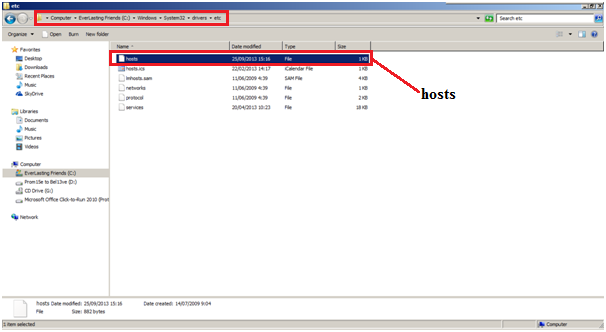 etc
Computer EverLasting Friends (C:) Windows System32 drivers etc
Search etc
Organize Open Burn New folder
Name Date modified Type Size
Favorites
Desktop
Downloads
Recent Places
Music
SkyDrive
Libraries
Documents
Music
Pictures
Videos
Computer
EverLasting Friends (C:)
Prom15e to Bel13ve (D:)
CD Drive (G:)
Microsoft Office Click-to-Run 2010 (Prot
Network
hosts 25/09/2013 15:16 File 1 KB
hosts.ics 22/02/2013 14:17 iCalendar File 1 KB
lmhosts.sam 11/06/2009 4:39 SAM File 4 KB
networks 11/06/2009 4:39 File 1 KB
protocol 11/06/2009 4:39 File 2 KB
services 20/04/2013 10:23 File 18 KB
hosts
hosts Date modified: 25/09/2013 15:16 Date created: 14/07/2009 9:04
File Size: 882 bytes
1 item selected Computer